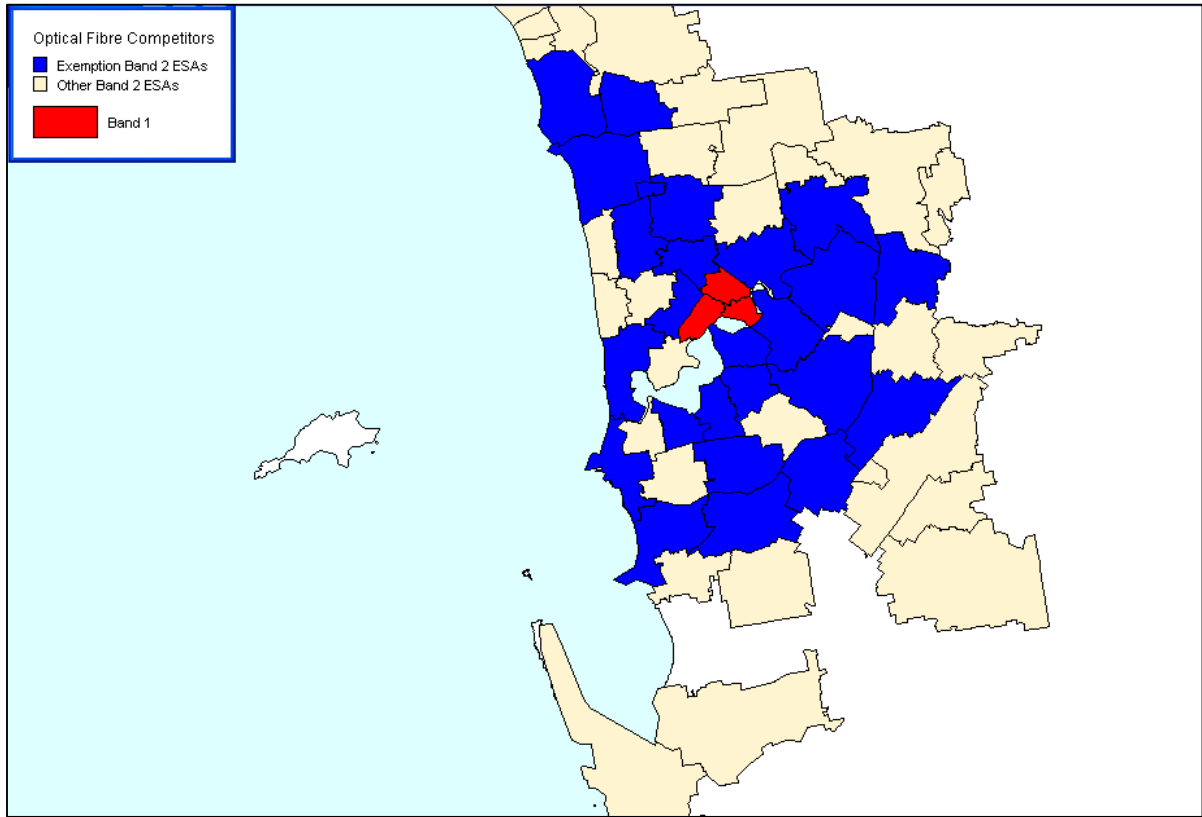 Optical Fibre Competitors
Exemption Band 2 ESAs
Other Band 2 ESAs
Band 1